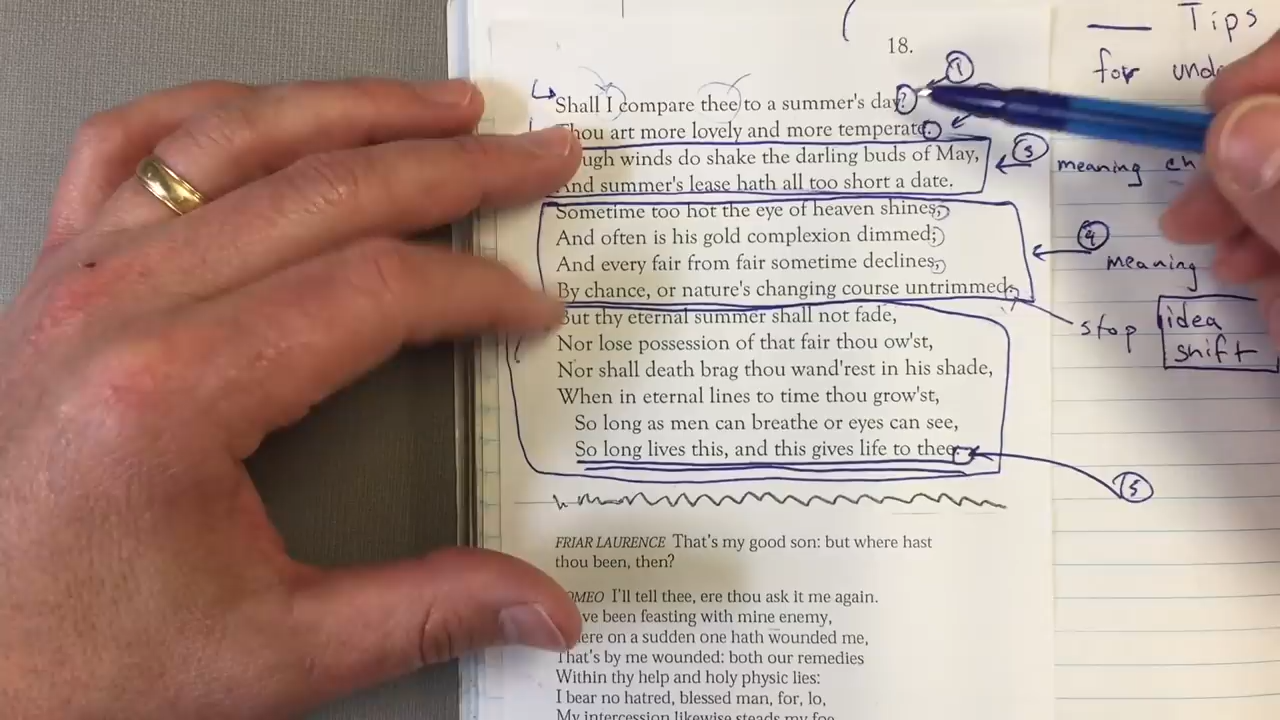 18.
— Tips
for
①
Shall I compare thee to a summer's day?
Thou art more lovely and more temperate.
winds do shake the darling buds of May,
③ meaning ch
And summer's lease hath all too short a date.
Sometime too hot the eye of heaven shines,
And often is his gold complexion dimmed;
④
And every fair from fair sometime declines,
meaning
By chance, or nature's changing course untrimmed.
But thy eternal summer shall not fade,
stop
idea
shift
Nor lose possession of that fair thou ow'st,
Nor shall death brag thou wand'rest in his shade,
When in eternal lines to time thou grow'st,
So long as men can breathe or eyes can see,
So long lives this, and this gives life to thee.
⑤
FRIAR LAURENCE That's my good son: but where hast
thou been, then?
OMEO I'll tell thee, ere thou ask it me again.
've been feasting with mine enemy,
ere on a sudden one hath wounded me,
That's by me wounded: both our remedies
Within thy help and holy physic lies:
I bear no hatred, blessed man, for, lo,
My intercession likewise steads my foe